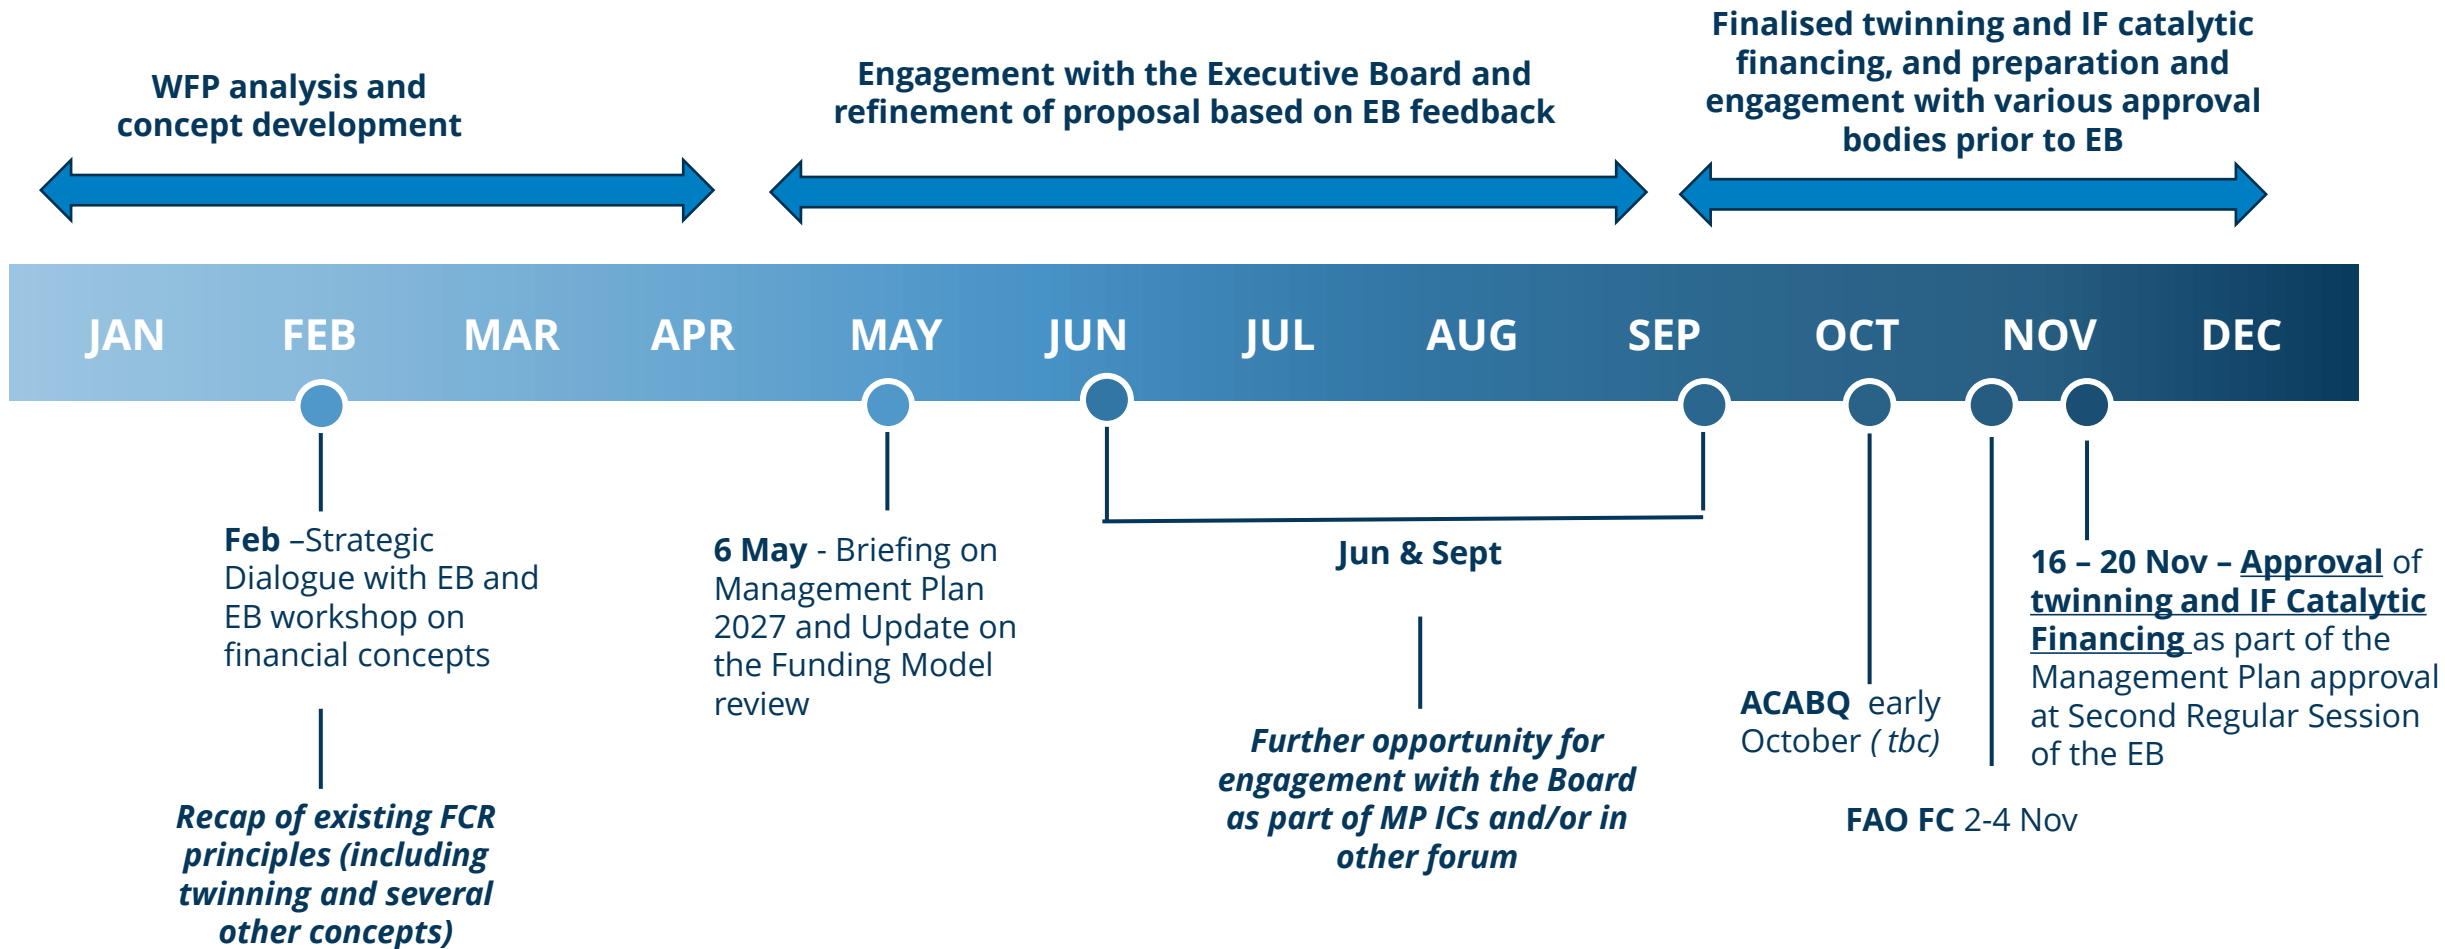 WFP analysis and
concept development
Engagement with the Executive Board and
refinement of proposal based on EB feedback
Finalised twinning and IF catalytic
financing, and preparation and
engagement with various approval
bodies prior to EB
JAN FEB MAR APR MAY JUN JUL AUG SEP OCT NOV DEC
Feb –Strategic
Dialogue with EB and
EB workshop on
financial concepts
Recap of existing FCR
principles (including
twinning and several
other concepts)
6 May - Briefing on
Management Plan
2027 and Update on
the Funding Model
review
Jun & Sept
Further opportunity for
engagement with the Board
as part of MP ICs and/or in
other forum
ACABQ early
October ( tbc)
FAO FC 2-4 Nov
16 – 20 Nov – Approval of
twinning and IF Catalytic
Financing as part of the
Management Plan approval
at Second Regular Session
of the EB